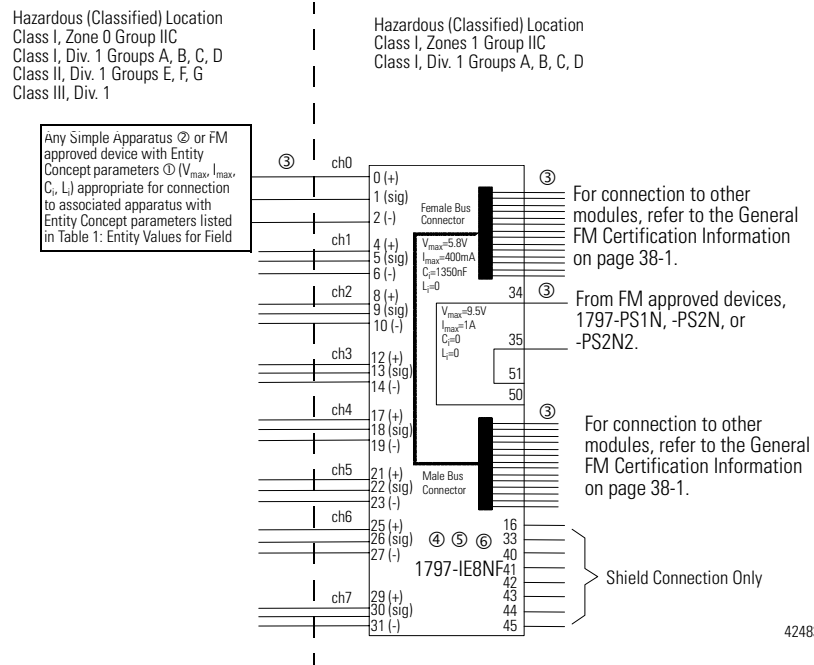 Hazardous (Classified) Location
Class I, Zone 0 Group IIC
Class I, Div. 1 Groups A, B, C, D
Class II, Div. 1 Groups E, F, G
Class III, Div. 1
Hazardous (Classified) Location
Class I, Zones 1 Group IIC
Class I, Div. 1 Groups A, B, C, D
Any Simple Apparatus ② or FM
approved device with Entity
Concept parameters ① (Vmax, Imax,
Ci, Li) appropriate for connection
to associated apparatus with
Entity Concept parameters listed
in Table 1: Entity Values for Field
③
ch0
0 (+)
1 (sig)
2 (-)
ch1
4 (+)
5 (sig)
6 (-)
ch2
8 (+)
9 (sig)
10 (-)
ch3
12 (+)
13 (sig)
14 (-)
ch4
17 (+)
18 (sig)
19 (-)
ch5
21 (+)
22 (sig)
23 (-)
ch6
25 (+)
26 (sig)
27 (-)
ch7
29 (+)
30 (sig)
31 (-)
Female Bus
Connector
Vmax=5.8V
Imax=400mA
Ci=1350nF
Li=0
Vmax=9.5V
Imax=1A
Ci=0
Li=0
34
35
51
50
Male Bus
Connector
④ ⑤ ⑥
1797-IE8NF
16
33
40
41
42
43
44
45
③
For connection to other
modules, refer to the General
FM Certification Information
on page 38-1.
③
From FM approved devices,
1797-PS1N, -PS2N, or
-PS2N2.
③
For connection to other
modules, refer to the General
FM Certification Information
on page 38-1.
Shield Connection Only